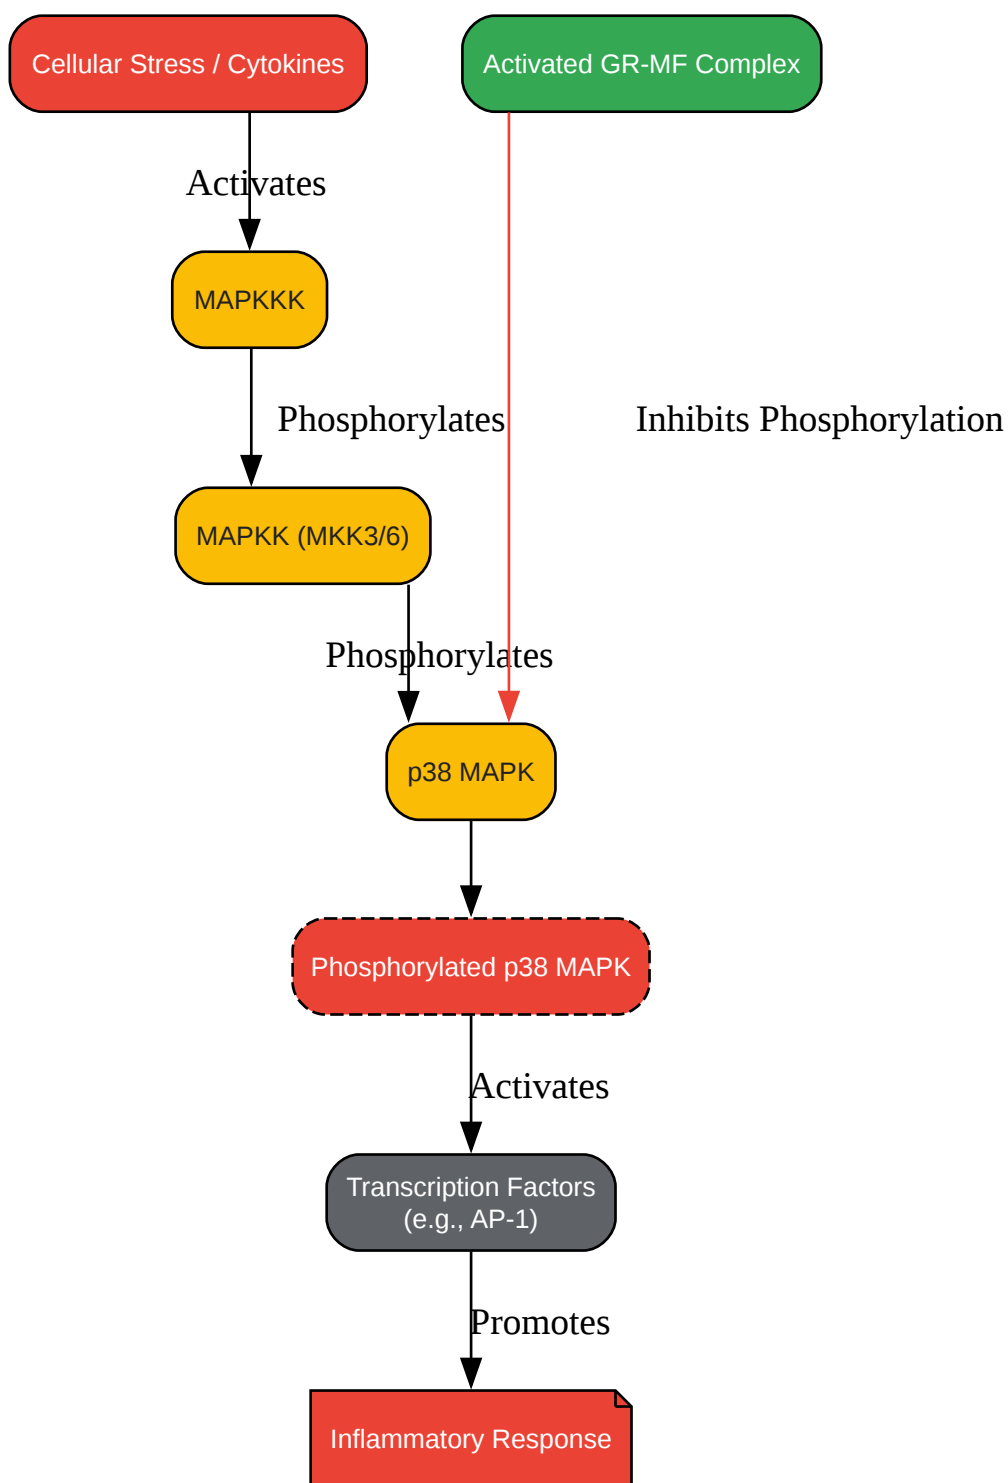 Cellular Stress / Cytokines
Activated GR-MF Complex
Activates
MAPKKK
Phosphorylates
Inhibits Phosphorylation
MAPKK (MKK3/6)
Phosphorylates
p38 MAPK
Phosphorylated p38 MAPK
Activates
Transcription Factors
(e.g., AP-1)
Promotes
Inflammatory Response